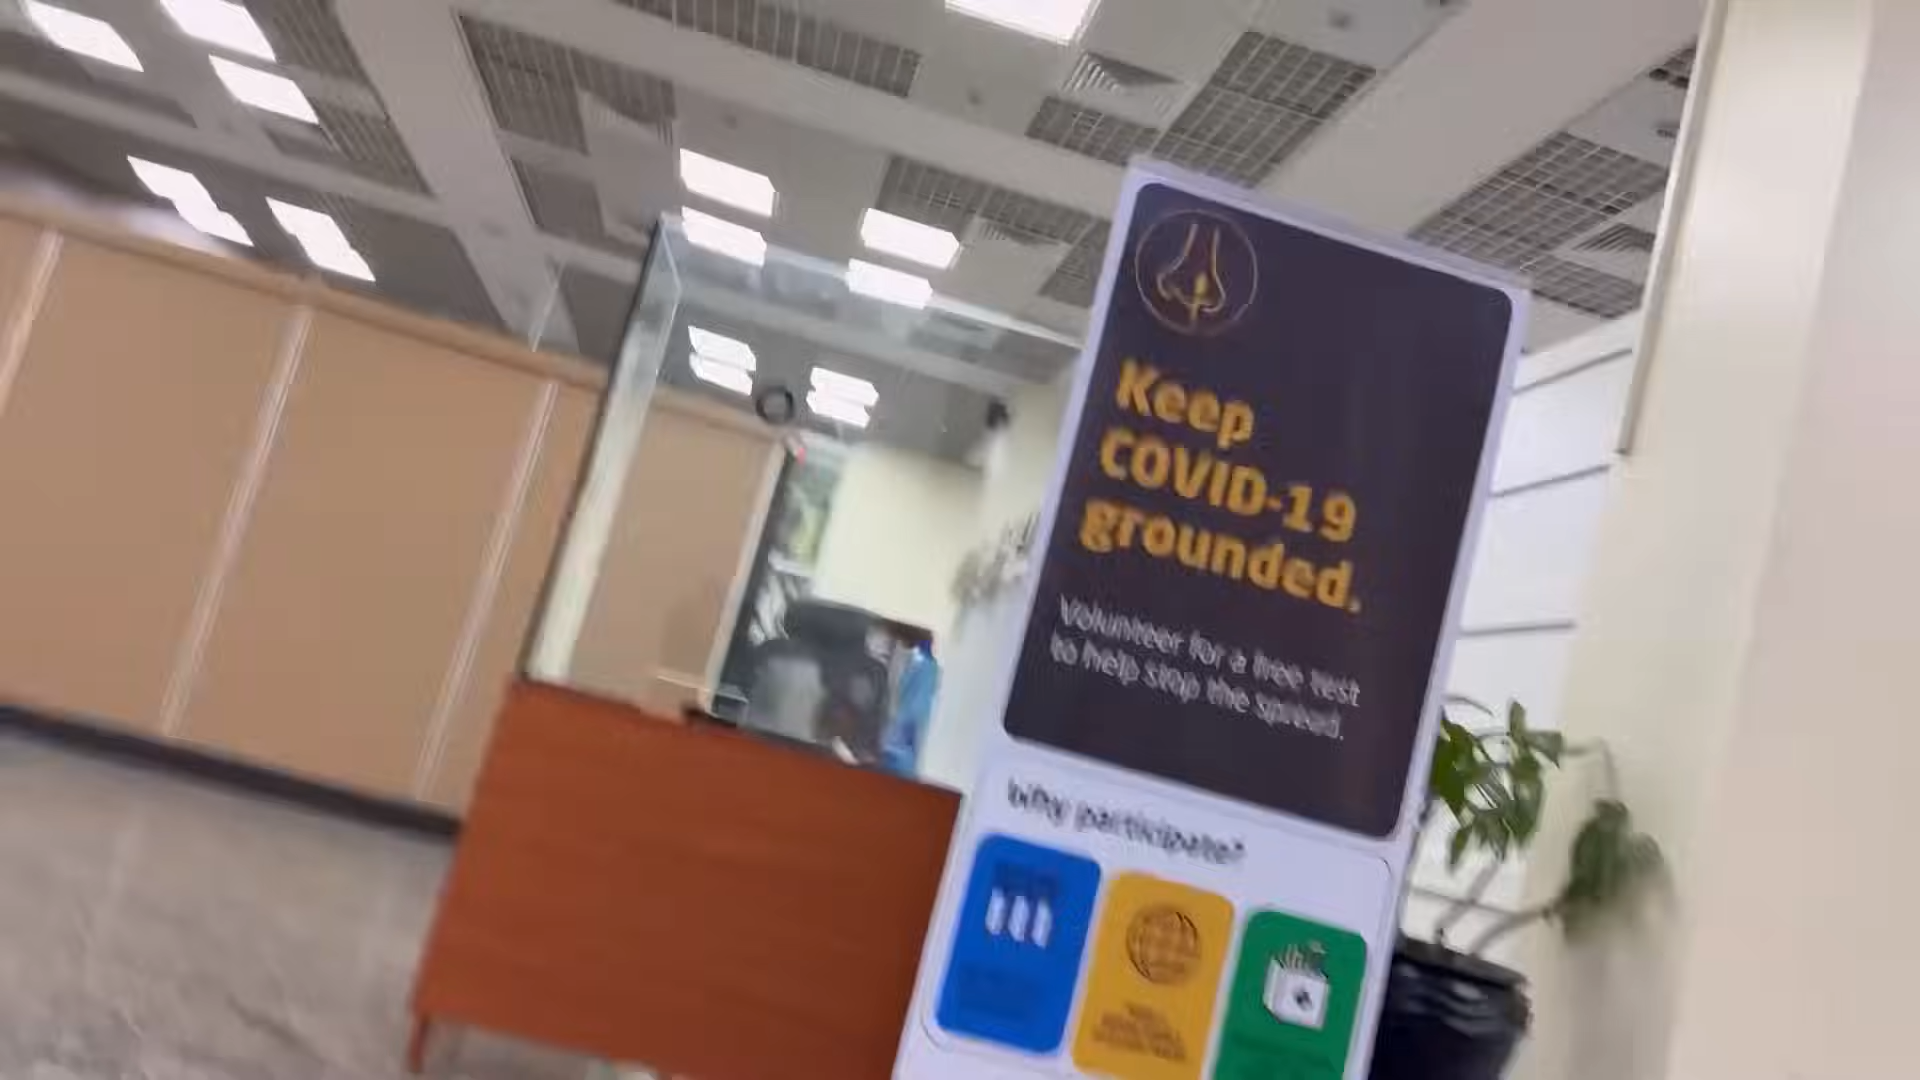 Keep
COVID-19
grounded.
Volunteer for a free test
to help stop the spread.
Why participate?